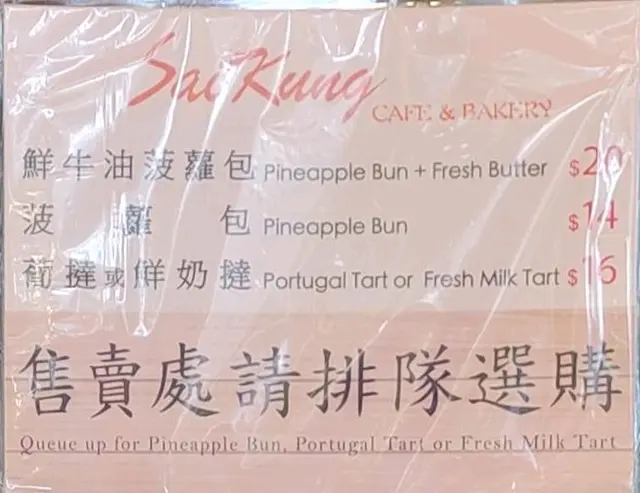 Sai Kung
CAFE & BAKERY
鮮牛油菠蘿包 Pineapple Bun + Fresh Butter $20
菠蘿包 Pineapple Bun $14
葡撻或鮮奶撻 Portugal Tart or Fresh Milk Tart $16
售賣處請排隊選購
Queue up for Pineapple Bun, Portugal Tart or Fresh Milk Tart